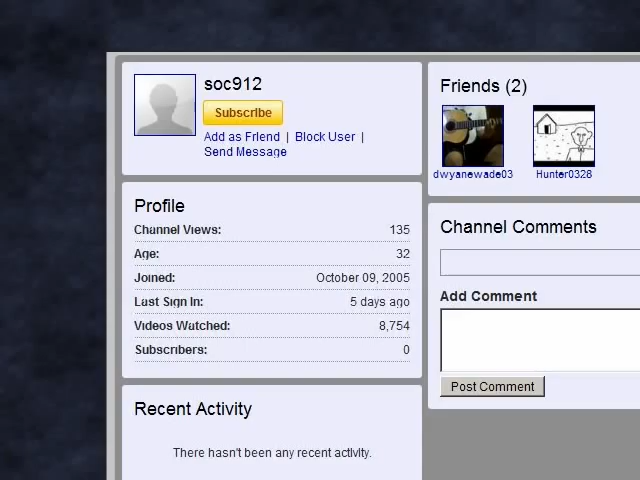 soc912
Subscribe
Add as Friend | Block User |
Send Message
Profile
Channel Views: 135
Age: 32
Joined: October 09, 2005
Last Sign In: 5 days ago
Videos Watched: 8,754
Subscribers: 0
Recent Activity
There hasn't been any recent activity.
Friends (2)
dwyanewade03 Hunter0328
Channel Comments
Add Comment
Post Comment